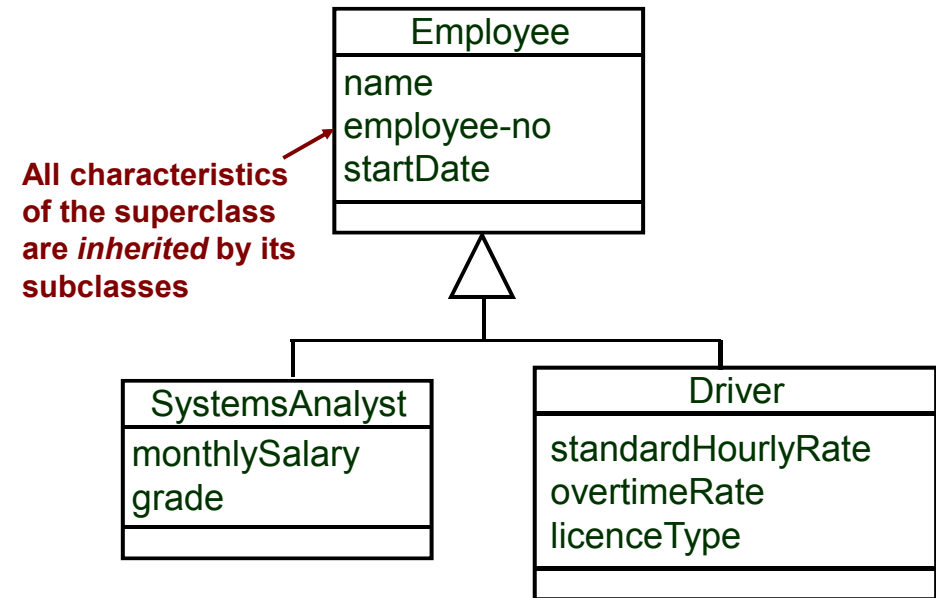 Employee
name
employee-no
startDate
All characteristics
of the superclass
are inherited by its
subclasses
SystemsAnalyst
monthlySalary
grade
Driver
standardHourlyRate
overtimeRate
licenceType